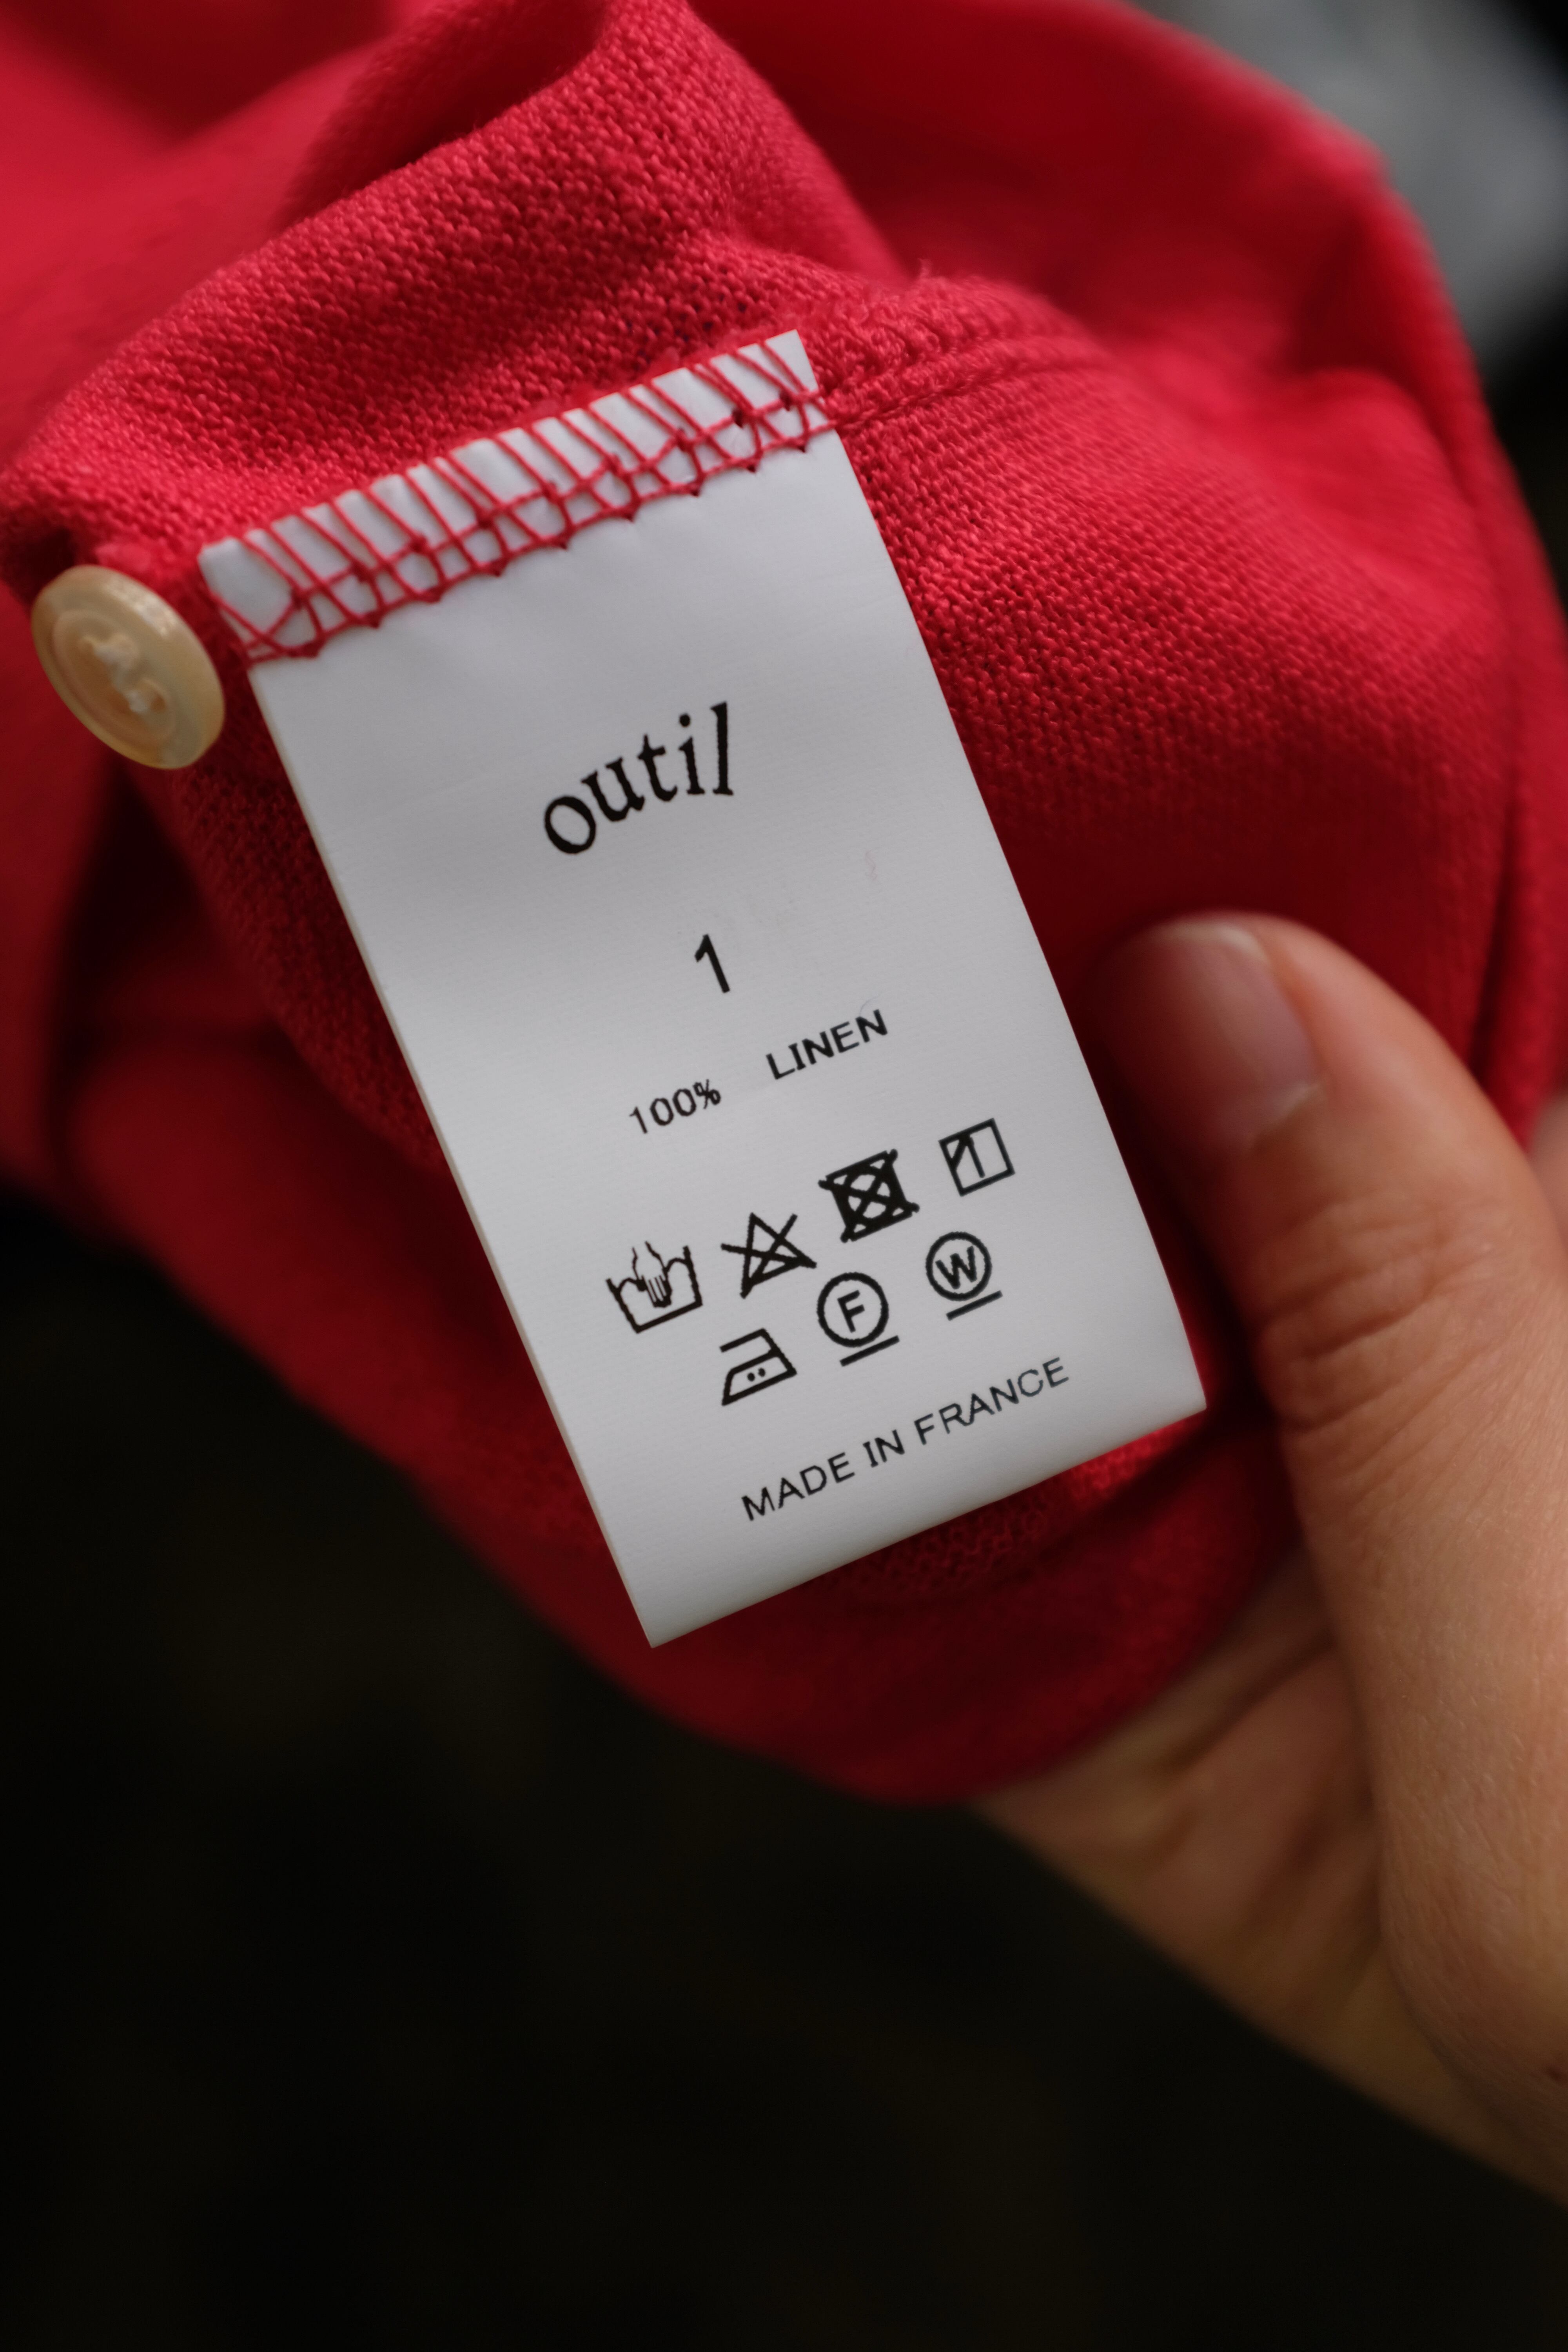 outil
1
100% LINEN
F W
MADE IN FRANCE